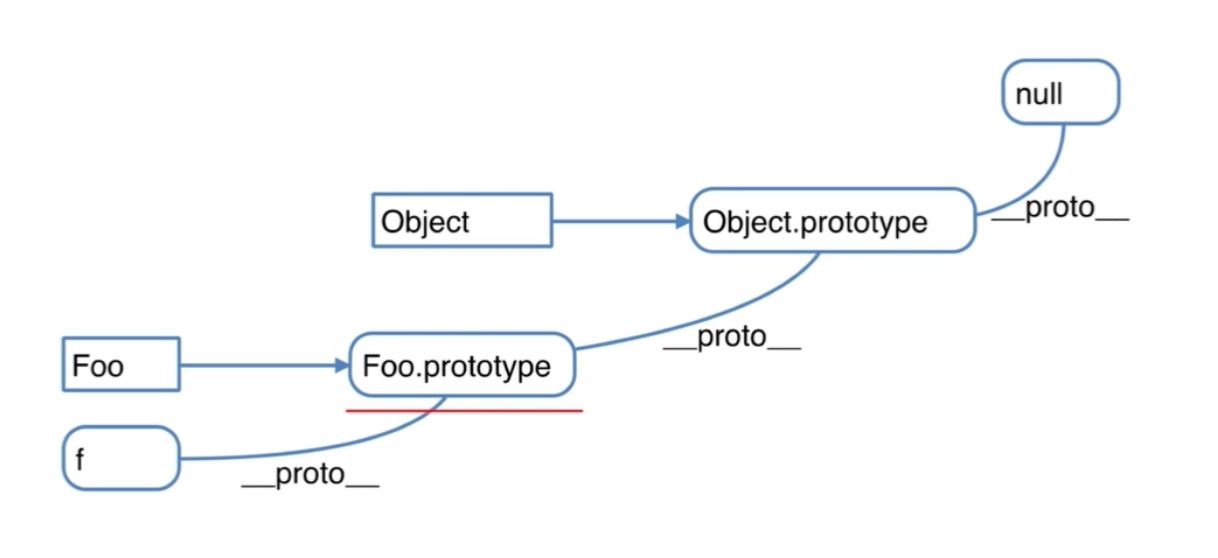 null
__proto__
Object
Object.prototype
__proto__
Foo
Foo.prototype
f
__proto__